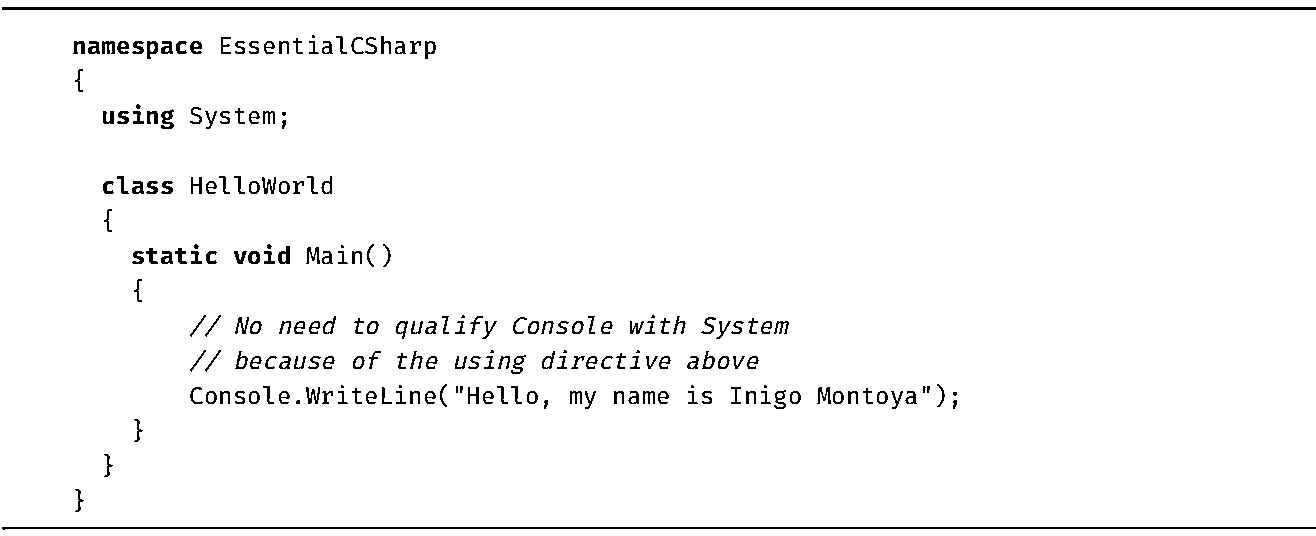 namespace EssentialCSharp
{
  using System;

  class HelloWorld
  {
    static void Main()
    {
        // No need to qualify Console with System
        // because of the using directive above
        Console.WriteLine("Hello, my name is Inigo Montoya");
    }
  }
}